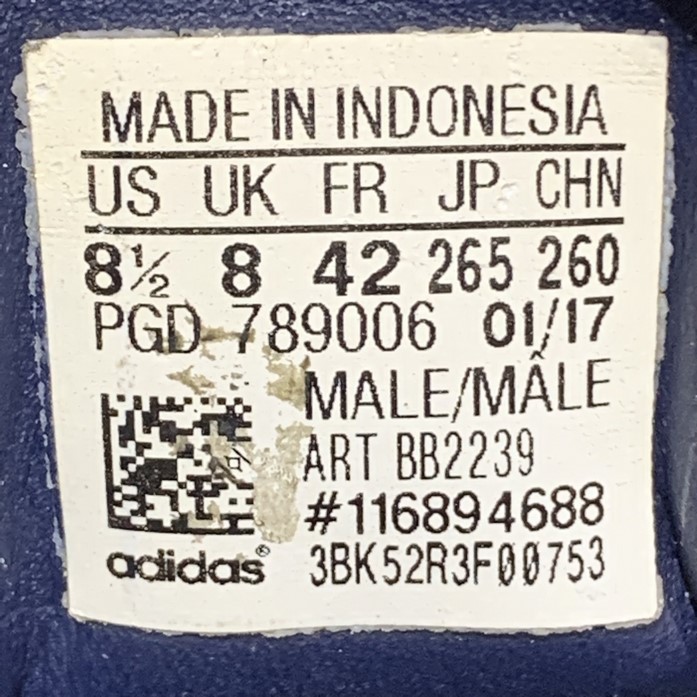 MADE IN INDONESIA
US UK FR JP CHN
8½ 8 42 265 260
PGD 789006 01/17
MALE/MÂLE
ART BB2239
#116894688
adidas® 3BK52R3F00753